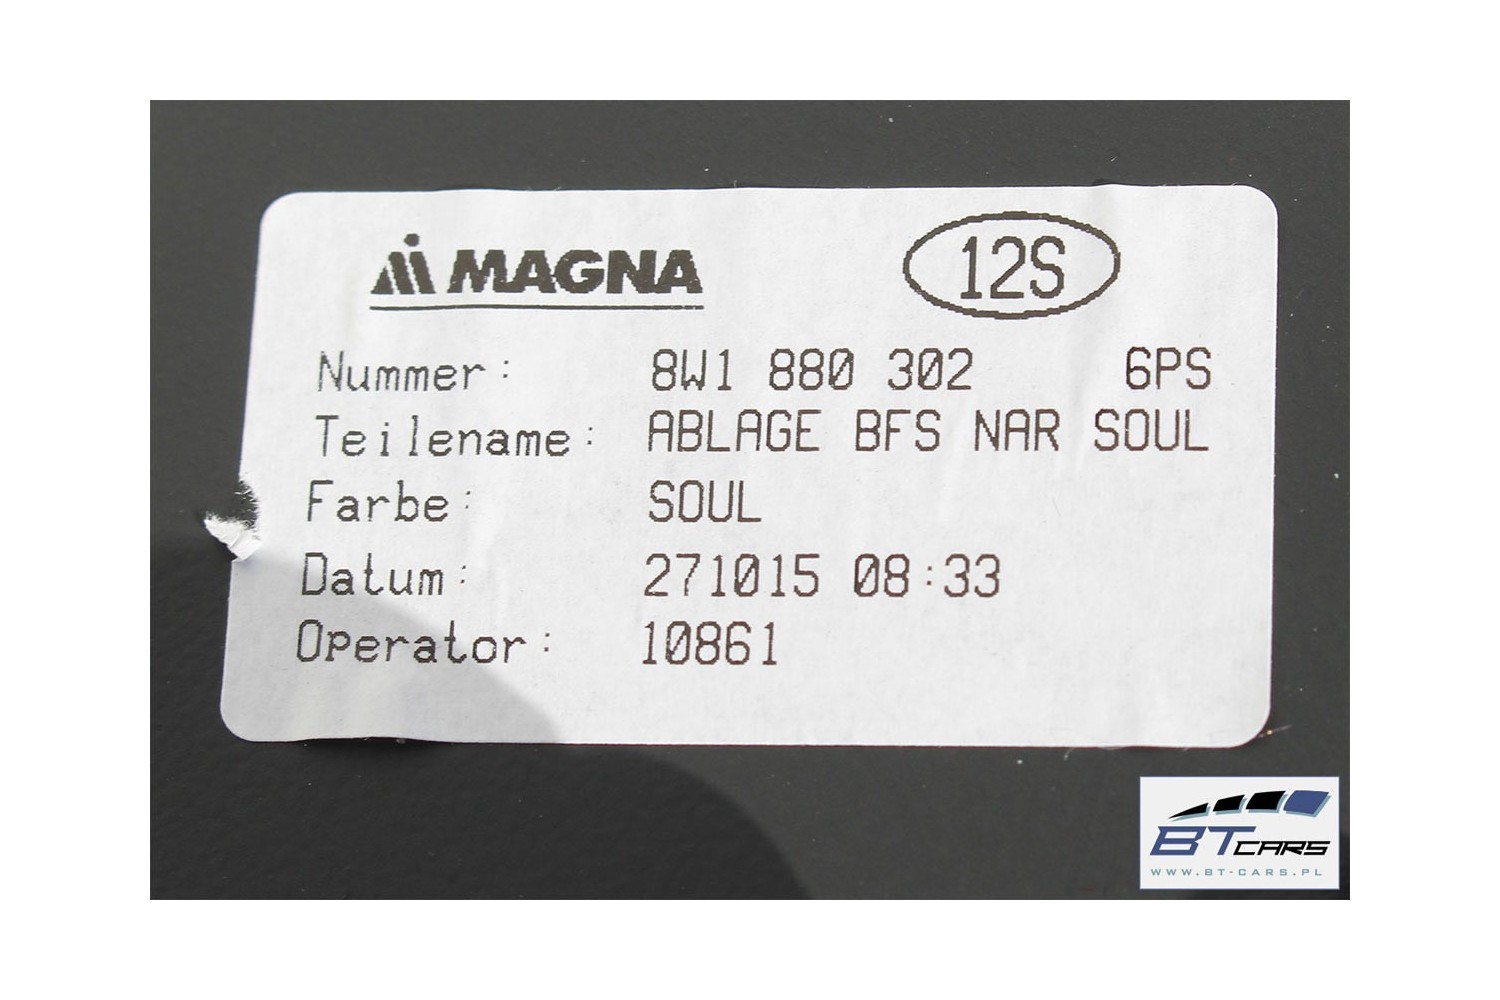 MAGNA 12S
Nummer: 8W1 880 302 6PS
Teilename: ABLAGE BFS NAR SOUL
Farbe: SOUL
Datum: 271015 08:33
Operator: 10861
BT CARS
WWW.BT-CARS.PL